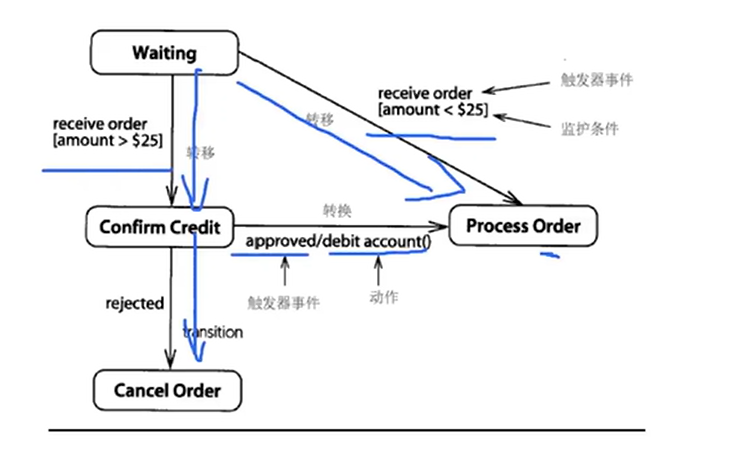 Waiting
receive order
[amount < $25]
触发器事件
监护条件
转移
receive order
[amount > $25]
转移
Confirm Credit
转换
approved/debit account()
Process Order
触发器事件
动作
rejected
transition
Cancel Order